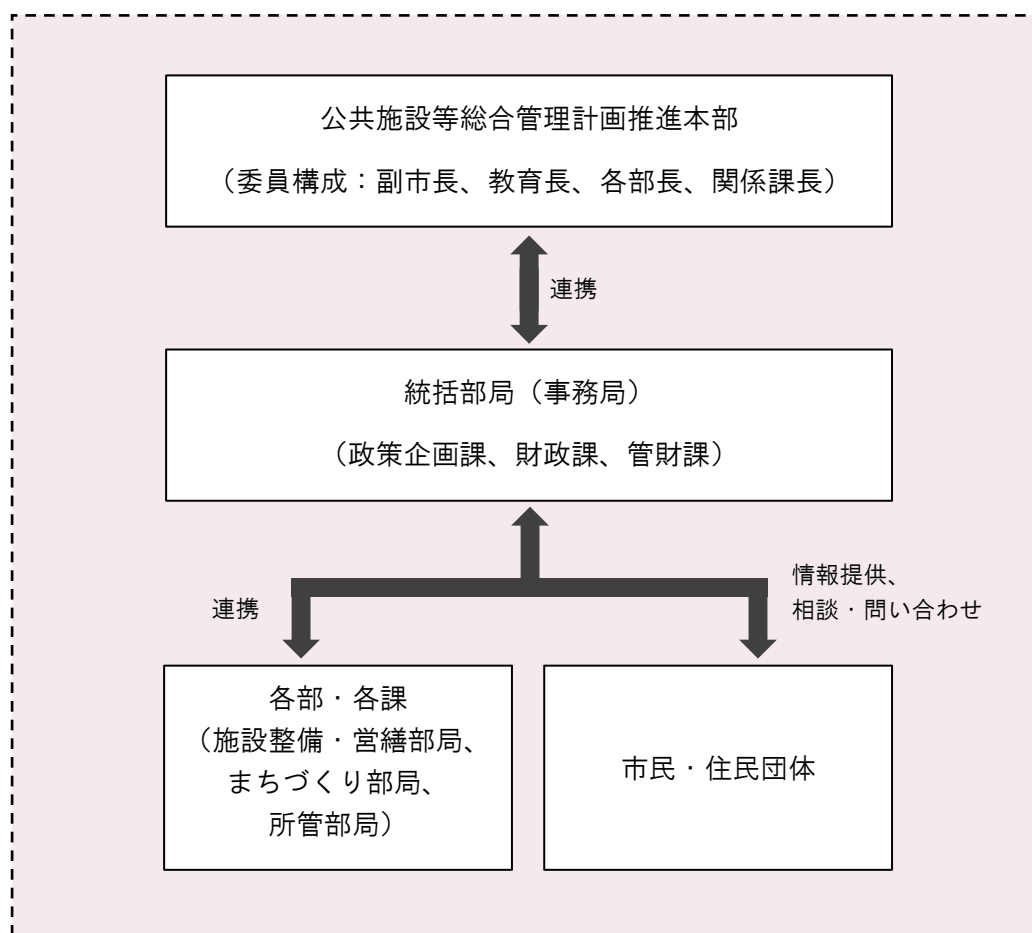 公共施設等総合管理計画推進本部
（委員構成：副市長、教育長、各部長、関係課長）
連携
統括部局（事務局）
（政策企画課、財政課、管財課）
連携
情報提供、
相談・問い合わせ
各部・各課
（施設整備・営繕部局、
まちづくり部局、
所管部局）
市民・住民団体